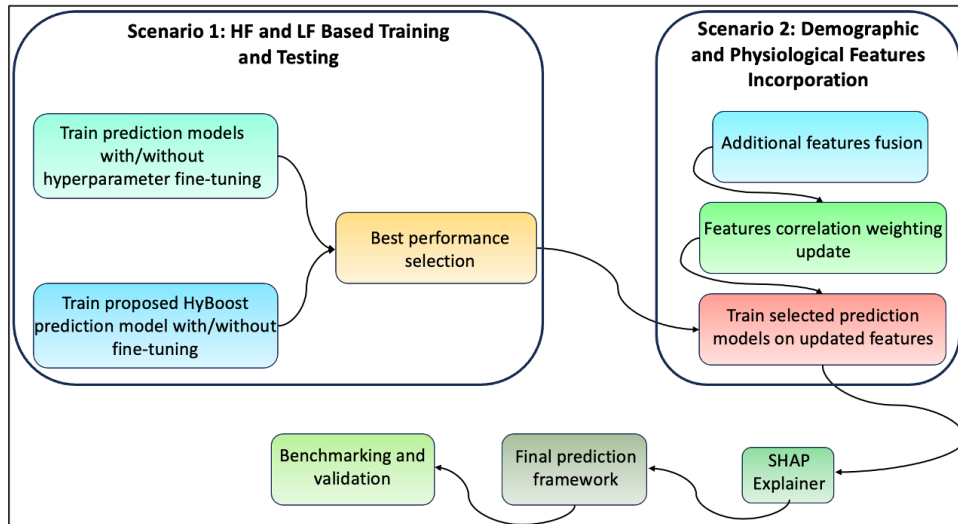 Scenario 1: HF and LF Based Training
and Testing
Train prediction models
with/without
hyperparameter fine-tuning
Train proposed HyBoost
prediction model with/without
fine-tuning
Best performance
selection
Scenario 2: Demographic
and Physiological Features
Incorporation
Additional features fusion
Features correlation weighting
update
Train selected prediction
models on updated features
SHAP
Explainer
Final prediction
framework
Benchmarking and
validation